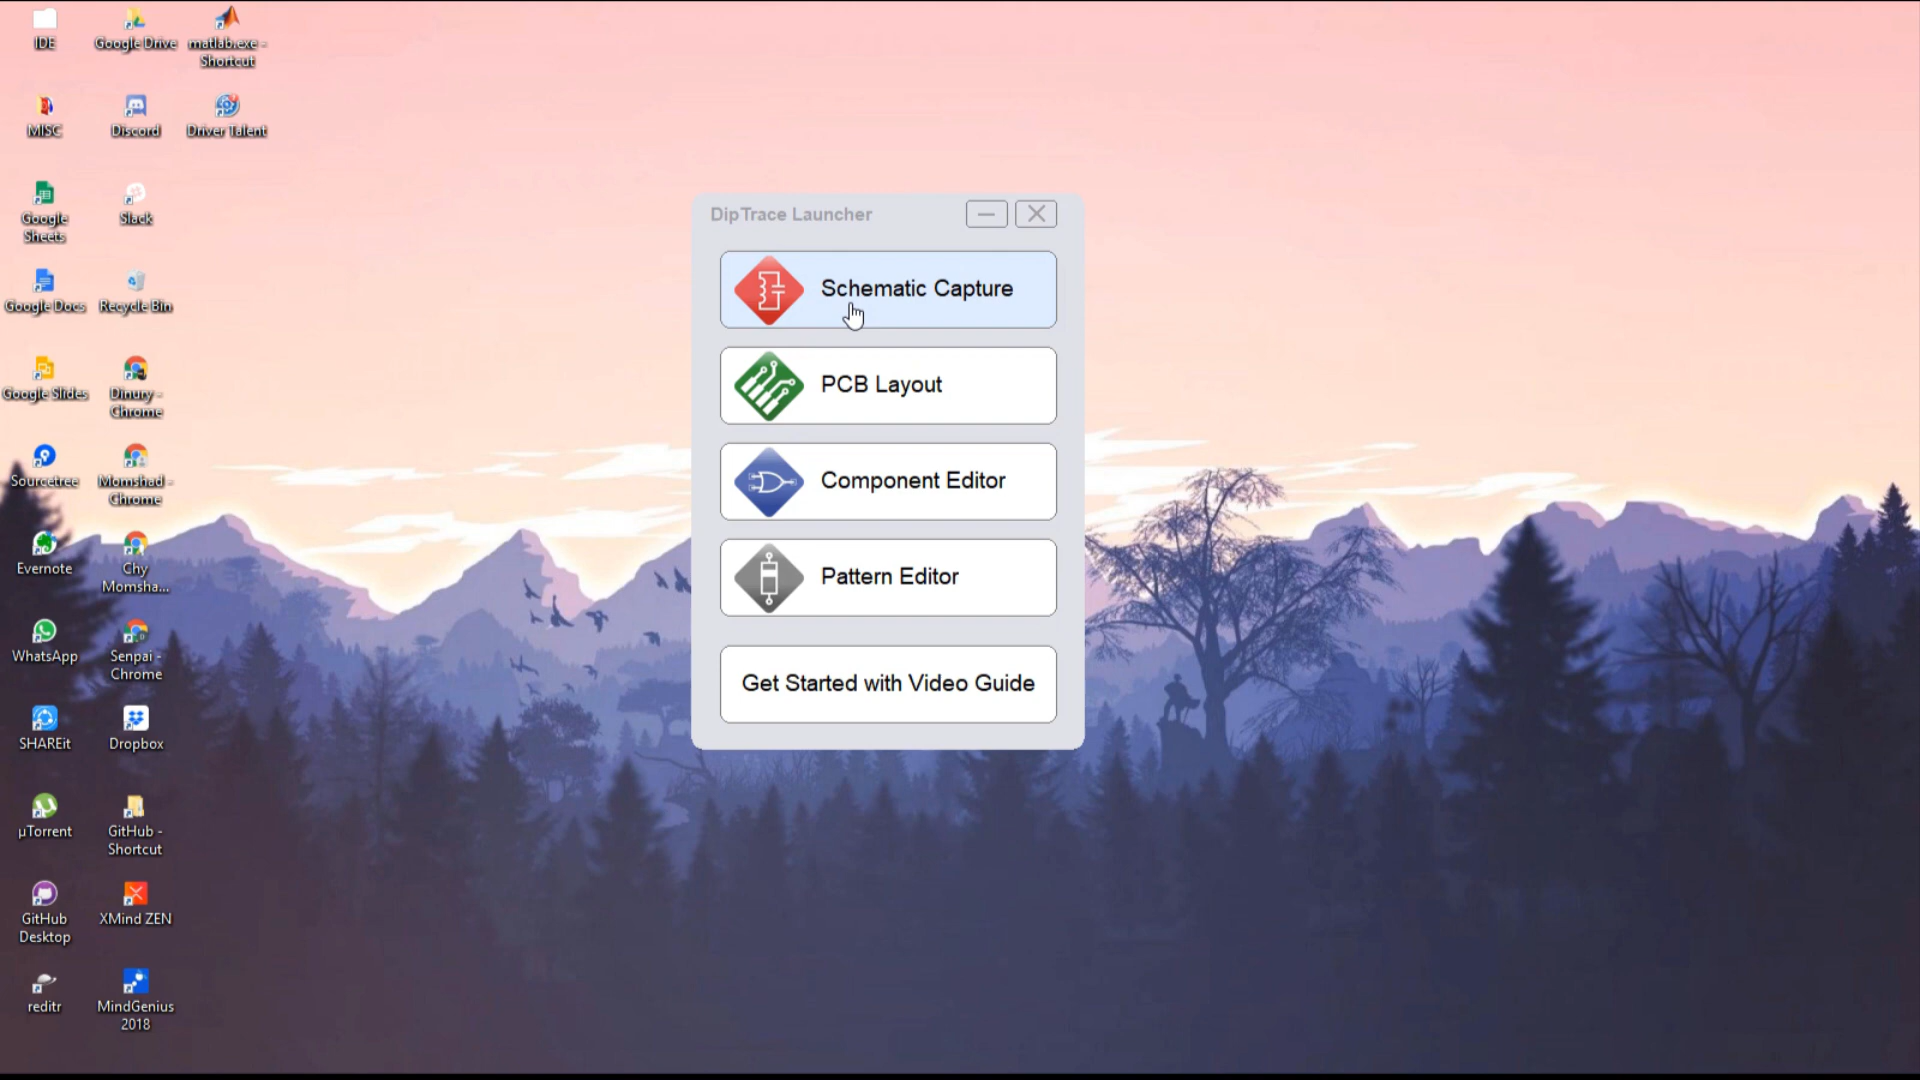 IDE
Google Drive
matlab.exe -
Shortcut
MISC
Discord
Driver Talent
Google
Sheets
Slack
Google Docs
Recycle Bin
Google Slides
Dinury -
Chrome
Sourcetree
Momshad -
Chrome
Evernote
Chy
Momsha...
WhatsApp
Senpai -
Chrome
SHAREit
Dropbox
µTorrent
GitHub -
Shortcut
GitHub
Desktop
XMind ZEN
reditr
MindGenius
2018
DipTrace Launcher
Schematic Capture
PCB Layout
Component Editor
Pattern Editor
Get Started with Video Guide